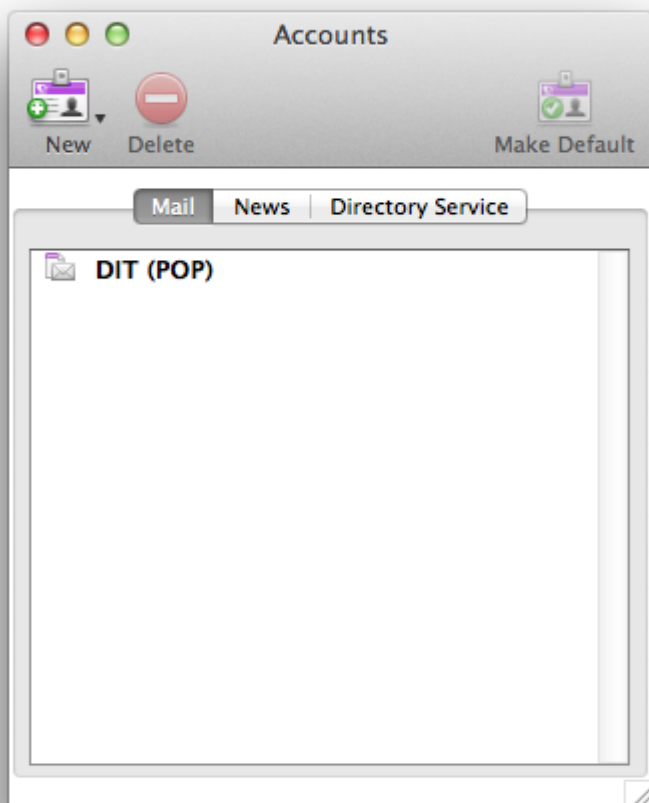 Accounts
New Delete Make Default
Mail News Directory Service
DIT (POP)